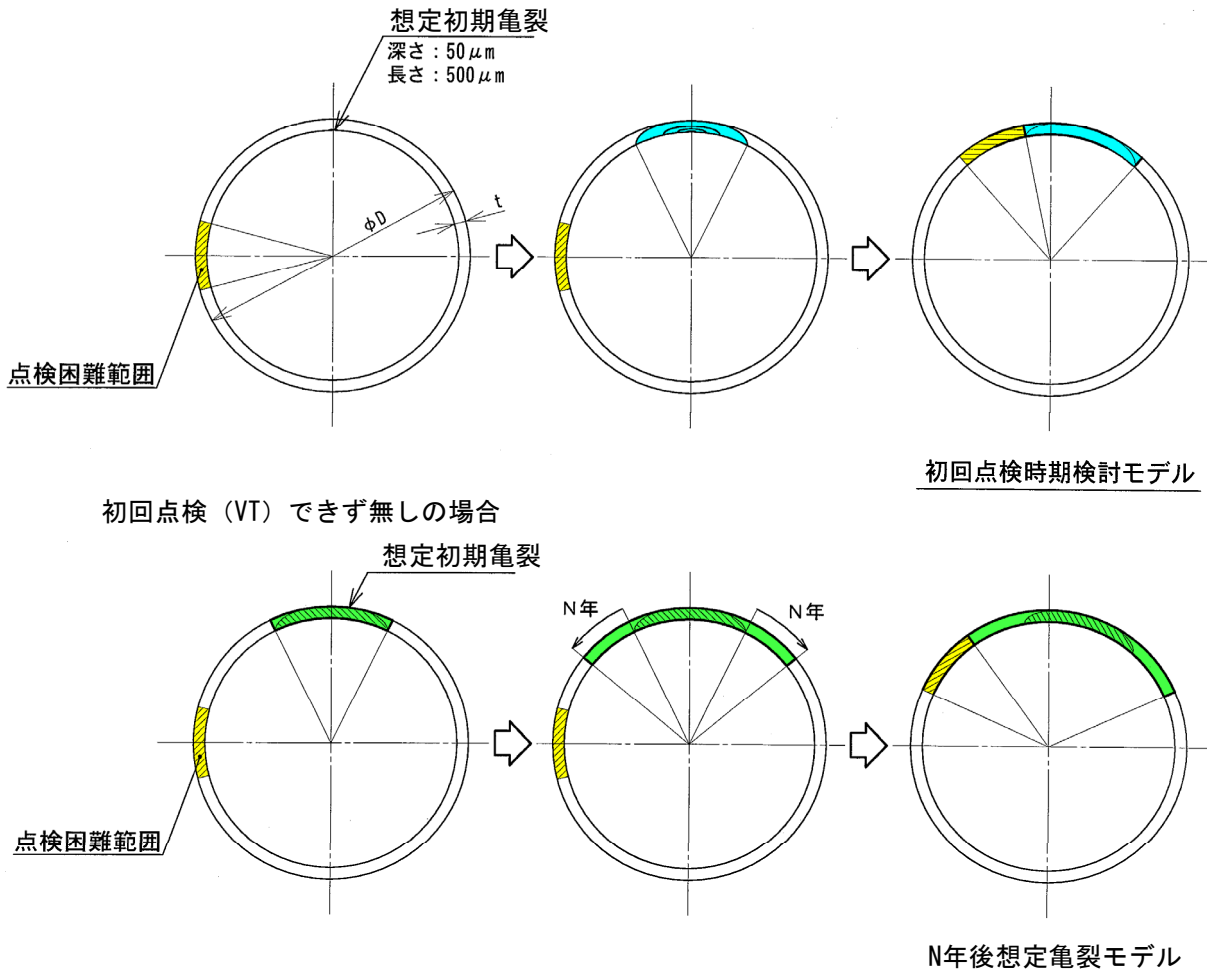 想定初期亀裂
深さ：50μm
長さ：500μm
φD
t
点検困難範囲
初回点検時期検討モデル
初回点検（VT）できず無しの場合
想定初期亀裂
N年
N年
点検困難範囲
N年後想定亀裂モデル